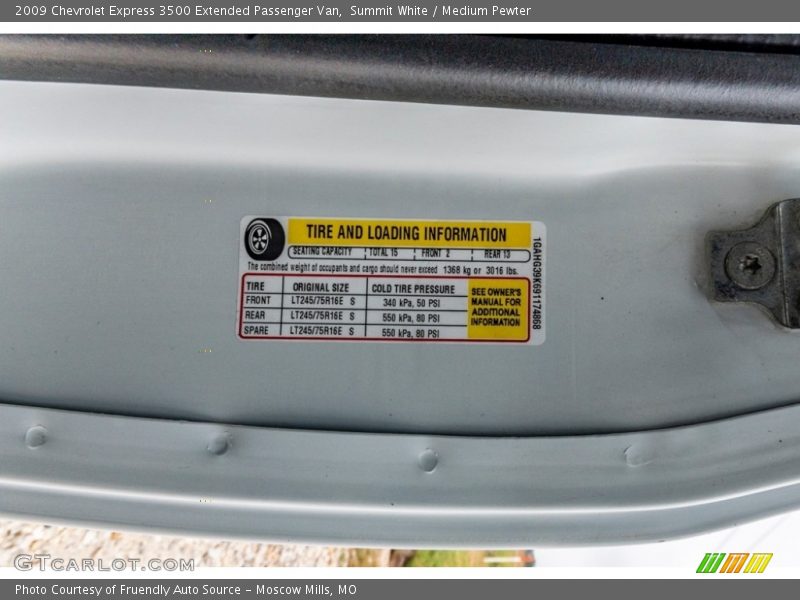 2009 Chevrolet Express 3500 Extended Passenger Van, Summit White / Medium Pewter
TIRE AND LOADING INFORMATION
SEATING CAPACITY TOTAL 15 FRONT 2 REAR 13
The combined weight of occupants and cargo should never exceed 1368 kg or 3016 lbs.
TIRE ORIGINAL SIZE COLD TIRE PRESSURE
FRONT LT245/75R16E S 340 kPa, 50 PSI
REAR LT245/75R16E S 550 kPa, 80 PSI
SPARE LT245/75R16E S 550 kPa, 80 PSI
SEE OWNER'S
MANUAL FOR
ADDITIONAL
INFORMATION
1GAHG39K691174868
GTCARLOT.COM
Photo Courtesy of Fruendly Auto Source – Moscow Mills, MO